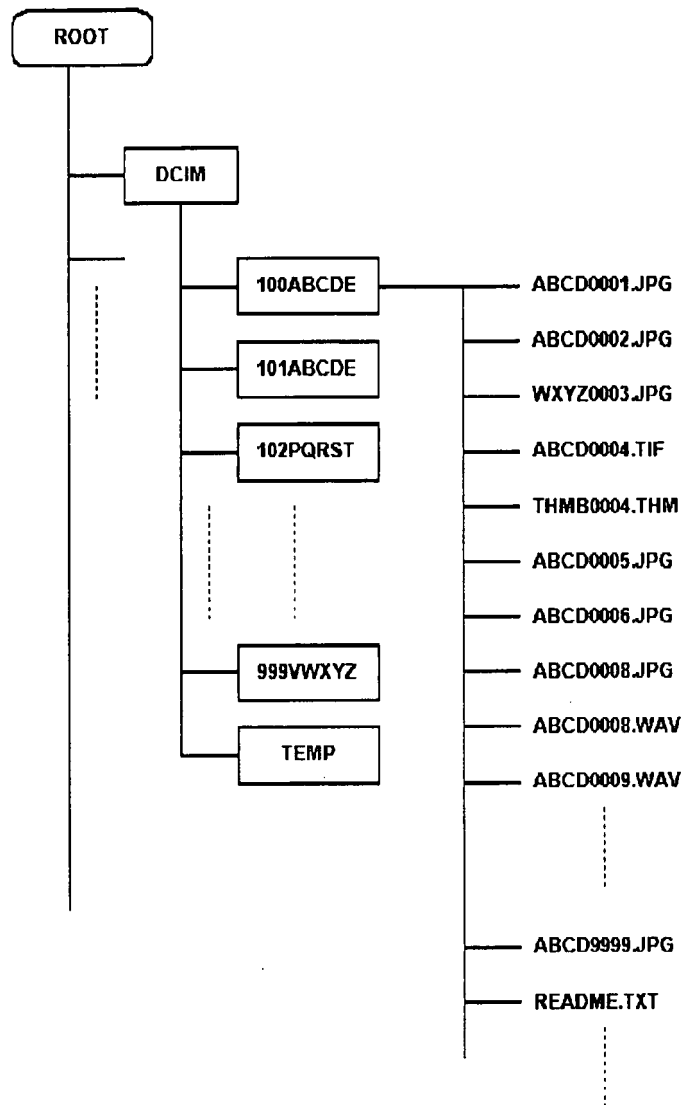 ROOT
DCIM
100ABCDE
101ABCDE
102PQRST
999VWXYZ
TEMP
ABCD0001.JPG
ABCD0002.JPG
WXYZ0003.JPG
ABCD0004.TIF
THMB0004.THM
ABCD0005.JPG
ABCD0006.JPG
ABCD0008.JPG
ABCD0008.WAV
ABCD0009.WAV
ABCD9999.JPG
README.TXT